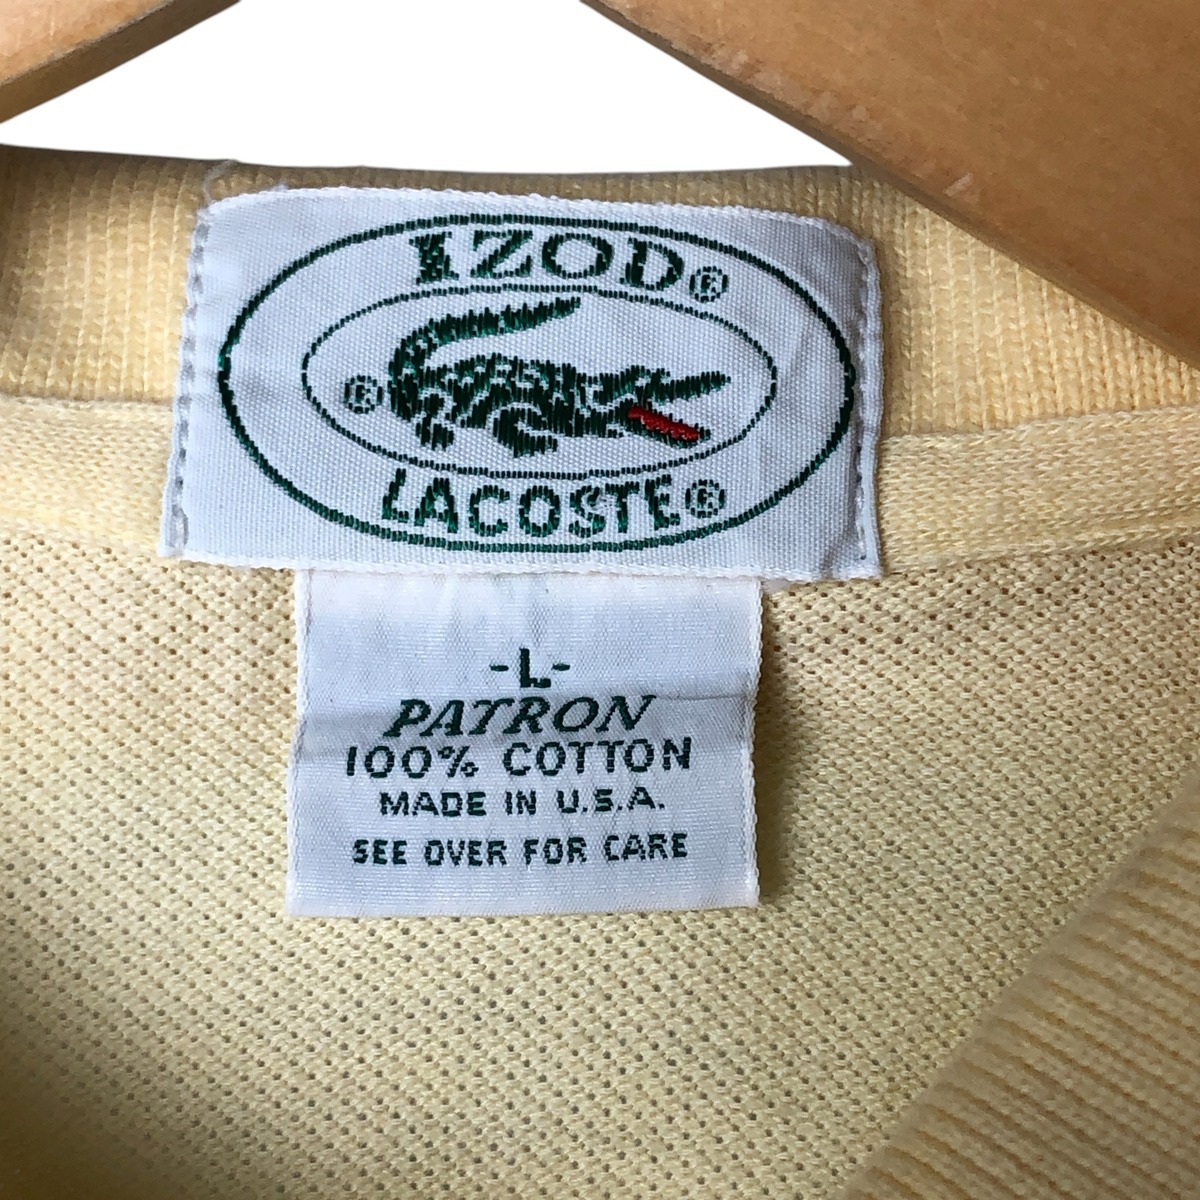 IZOD®
®
LACOSTE®
-L-
PATRON
100% COTTON
MADE IN U.S.A.
SEE OVER FOR CARE